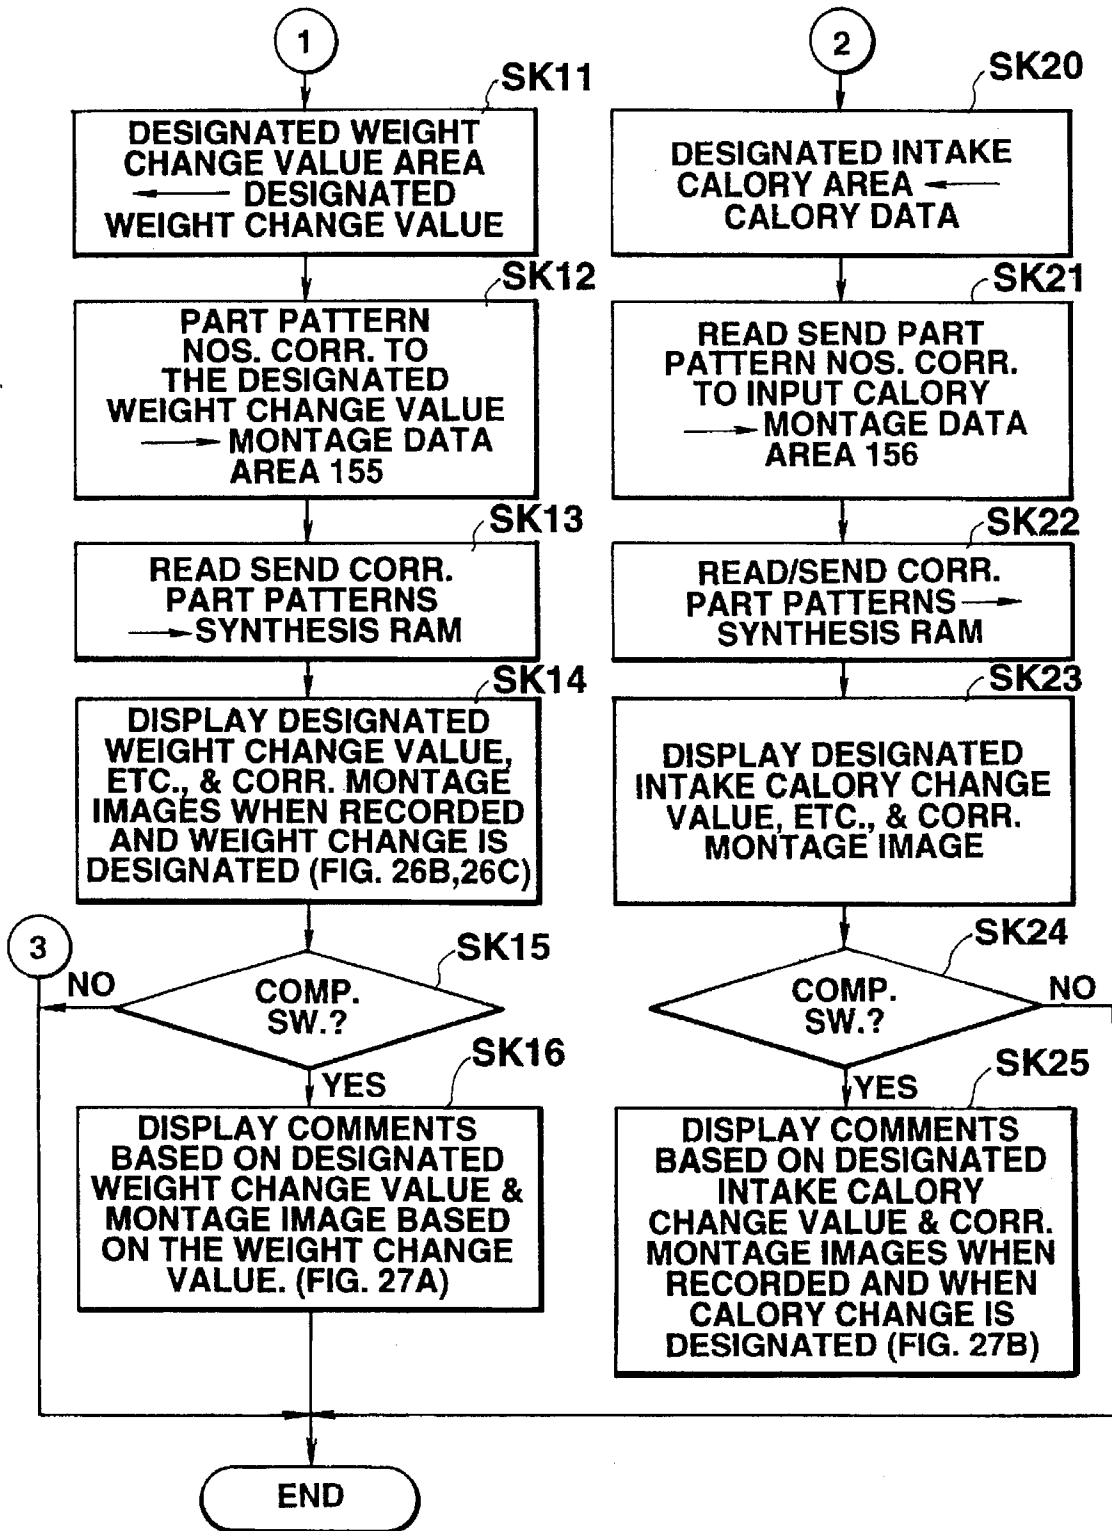 1
SK11
DESIGNATED WEIGHT
CHANGE VALUE AREA
← DESIGNATED
WEIGHT CHANGE VALUE
SK12
PART PATTERN
NOS. CORR. TO
THE DESIGNATED
WEIGHT CHANGE VALUE
→ MONTAGE DATA
AREA 155
SK13
READ SEND CORR.
PART PATTERNS
→ SYNTHESIS RAM
SK14
DISPLAY DESIGNATED
WEIGHT CHANGE VALUE,
ETC., & CORR. MONTAGE
IMAGES WHEN RECORDED
AND WEIGHT CHANGE IS
DESIGNATED (FIG. 26B,26C)
3
SK15
NO
COMP.
SW.?
YES
SK16
DISPLAY COMMENTS
BASED ON DESIGNATED
WEIGHT CHANGE VALUE &
MONTAGE IMAGE BASED
ON THE WEIGHT CHANGE
VALUE. (FIG. 27A)
2
SK20
DESIGNATED INTAKE
CALORY AREA ←
CALORY DATA
SK21
READ SEND PART
PATTERN NOS. CORR.
TO INPUT CALORY
→ MONTAGE DATA
AREA 156
SK22
READ/SEND CORR.
PART PATTERNS →
SYNTHESIS RAM
SK23
DISPLAY DESIGNATED
INTAKE CALORY CHANGE
VALUE, ETC., & CORR.
MONTAGE IMAGE
SK24
COMP.
SW.?
NO
YES
SK25
DISPLAY COMMENTS
BASED ON DESIGNATED
INTAKE CALORY
CHANGE VALUE & CORR.
MONTAGE IMAGES WHEN
RECORDED AND WHEN
CALORY CHANGE IS
DESIGNATED (FIG. 27B)
END